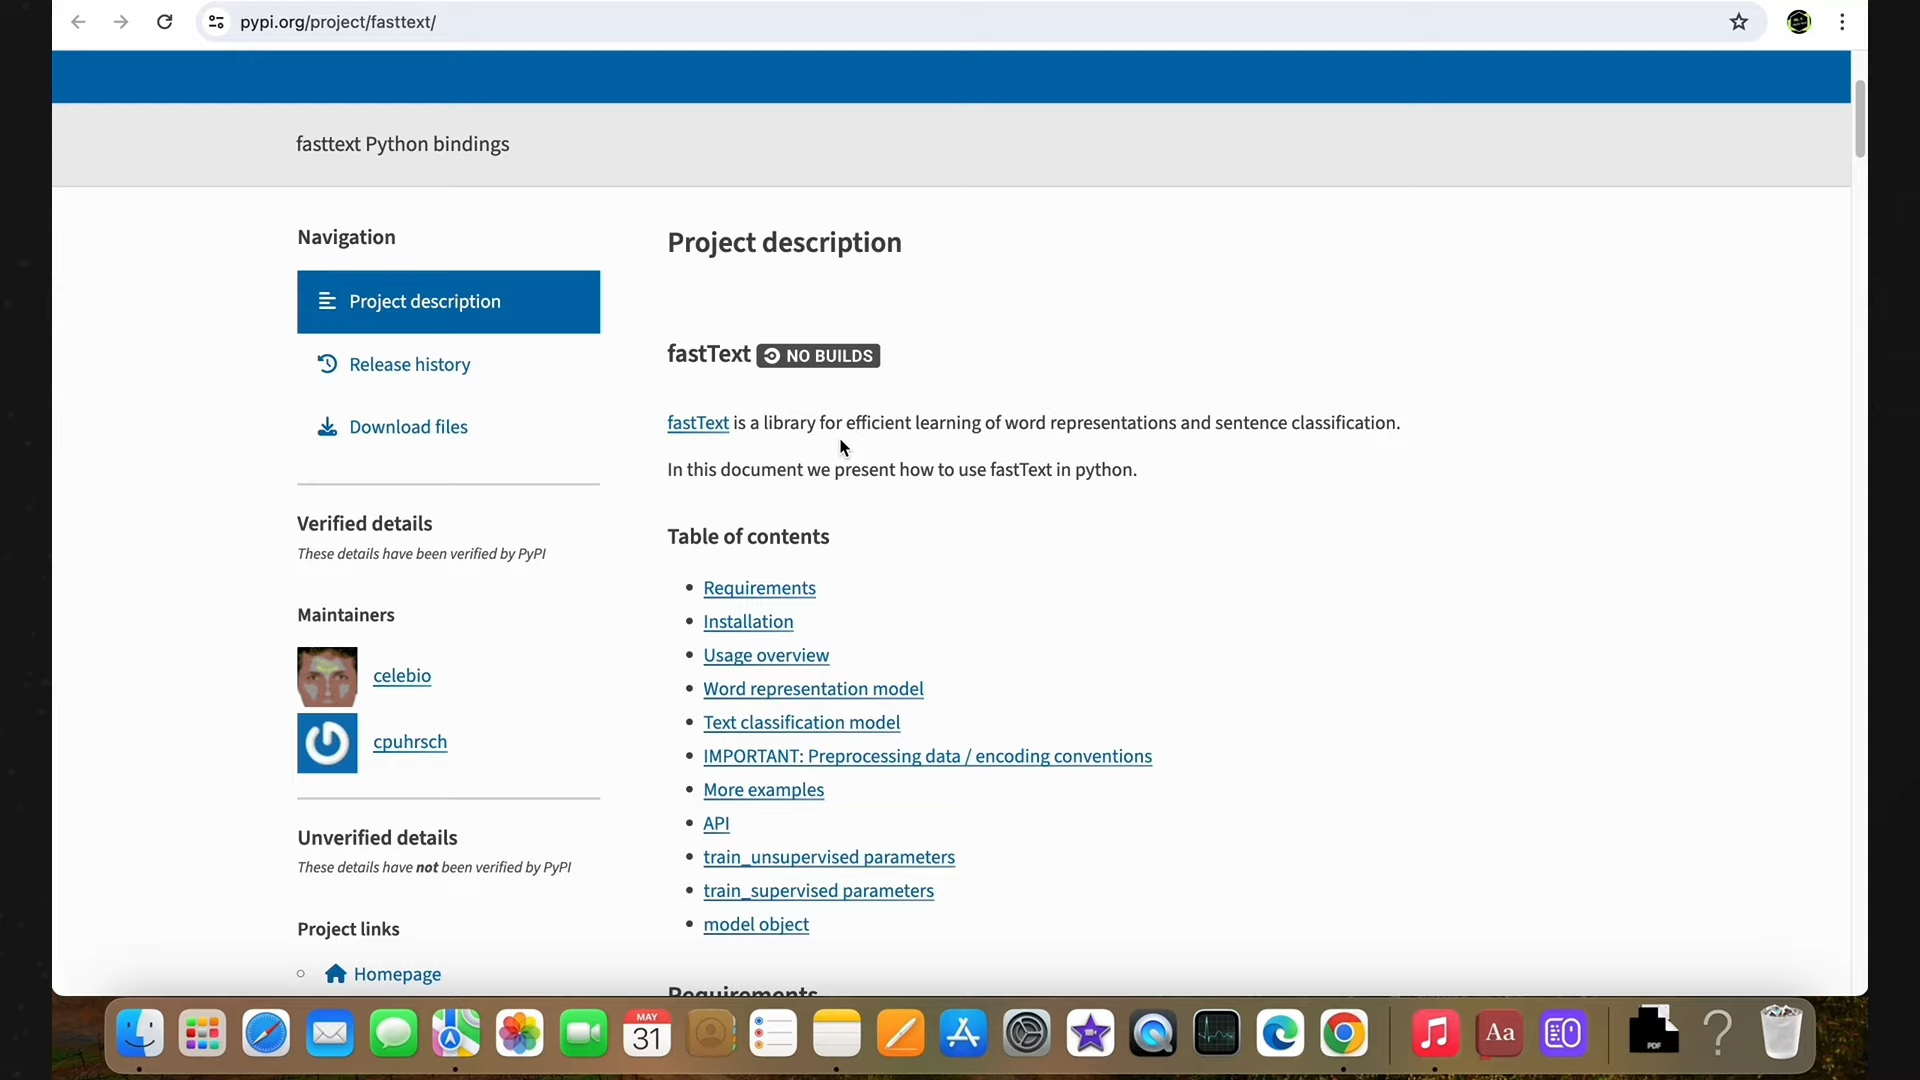 pypi.org/project/fasttext/
fasttext Python bindings
Navigation
Project description
Release history
Download files
Verified details
These details have been verified by PyPI
Maintainers
celebio
cpuhrsch
Unverified details
These details have not been verified by PyPI
Project links
Homepage
Project description
fastText NO BUILDS
fastText is a library for efficient learning of word representations and sentence classification.
In this document we present how to use fastText in python.
Table of contents
Requirements
Installation
Usage overview
Word representation model
Text classification model
IMPORTANT: Preprocessing data / encoding conventions
More examples
API
train_unsupervised parameters
train_supervised parameters
model object
Requirements
MAY
31
Aa
PDF
?